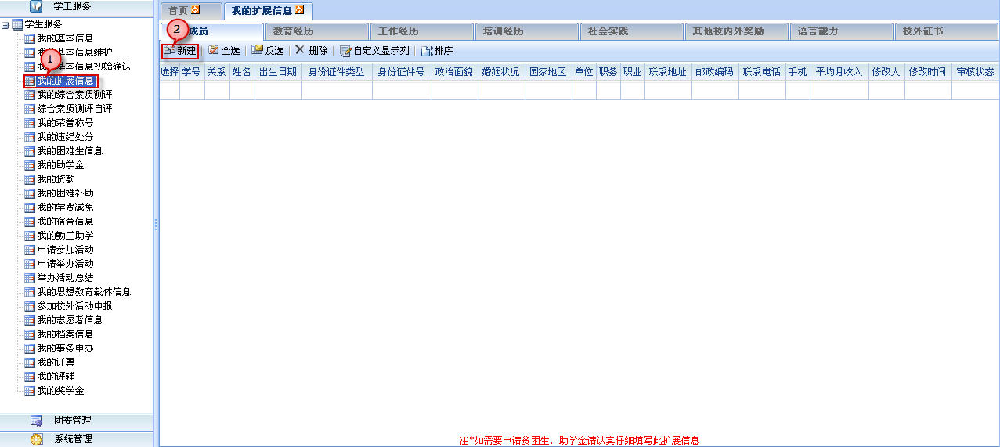 学工服务
学生服务
我的基本信息
我的基本信息维护
我的基本信息初始确认
我的扩展信息
我的综合素质测评
综合素质测评自评
我的荣誉称号
我的违纪处分
我的困难生信息
我的助学金
我的贷款
我的困难补助
我的学费减免
我的宿舍信息
我的勤工助学
申请参加活动
申请举办活动
举办活动总结
我的思想教育载体信息
参加校外活动申报
我的志愿者信息
我的档案信息
我的事务申办
我的订票
我的评辅
我的奖学金
团委管理
系统管理
1
首页 我的扩展信息
2 成员 教育经历 工作经历 培训经历 社会实践 其他校内外奖励 语言能力 校外证书
新建 全选 反选 删除 自定义显示列 排序
选择 学号 关系 姓名 出生日期 身份证件类型 身份证件号 政治面貌 婚姻状况 国家地区 单位 职务 职业 联系地址 邮政编码 联系电话 手机 平均月收入 修改人 修改时间 审核状态
注*如需要申请贫困生、助学金请认真仔细填写此扩展信息